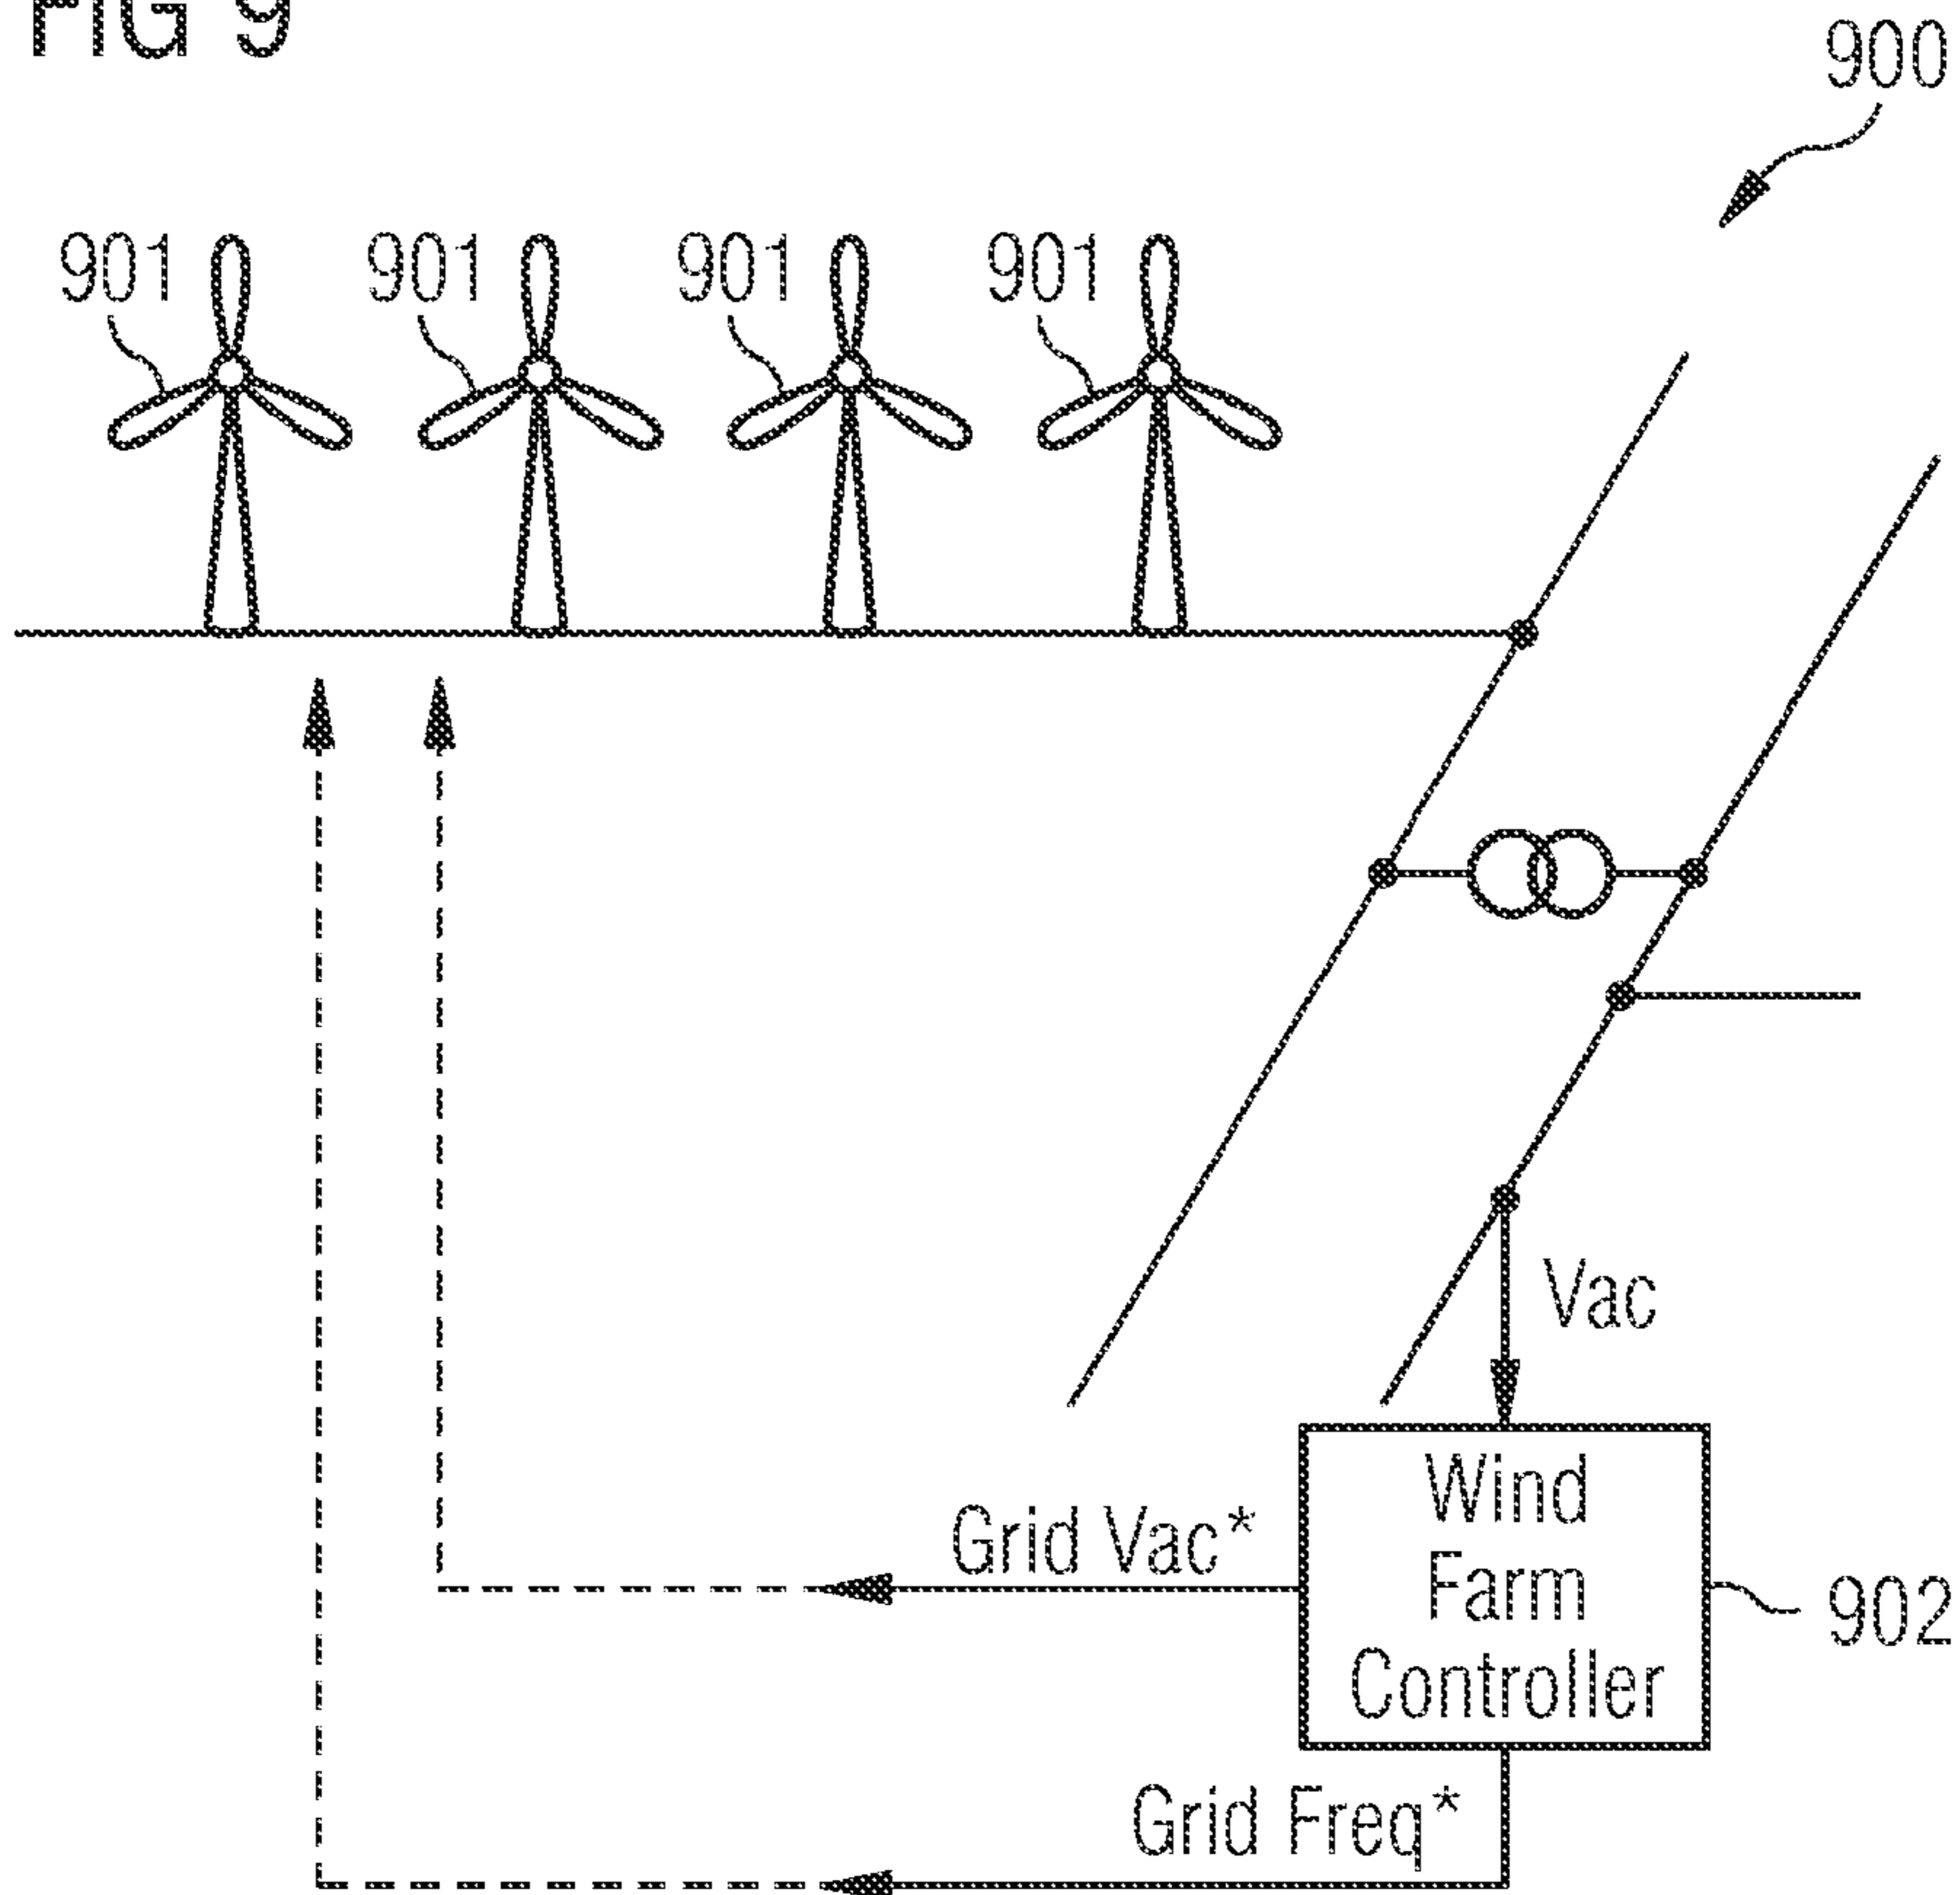 FIG 9
900
901 901 901 901
Vac
Wind
Farm
Controller
Grid Vac*
902
Grid Freq*